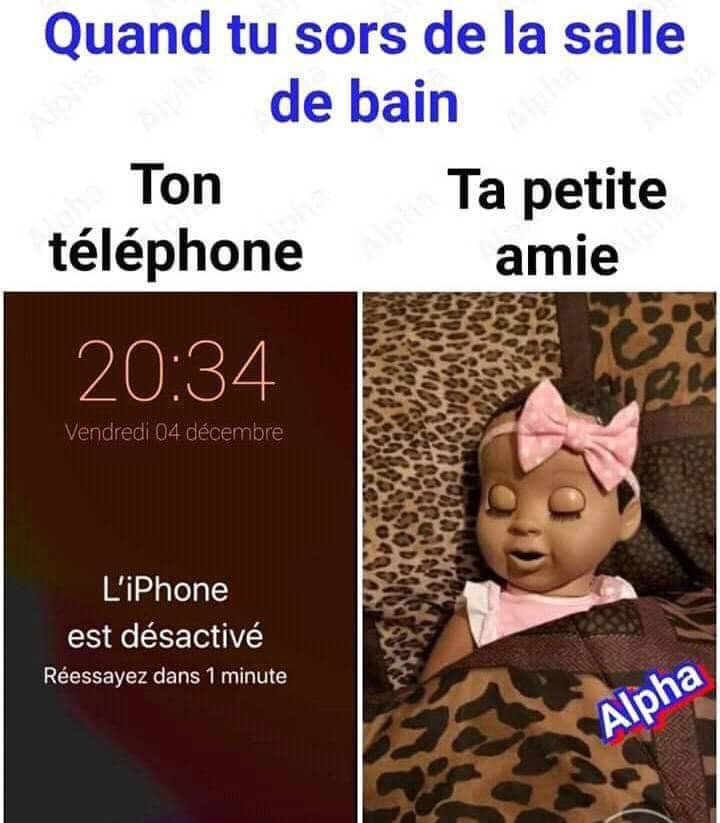 Quand tu sors de la salle
de bain
Ton
téléphone
Ta petite
amie
20:34
Vendredi 04 décembre
L'iPhone
est désactivé
Réessayez dans 1 minute
Alpha